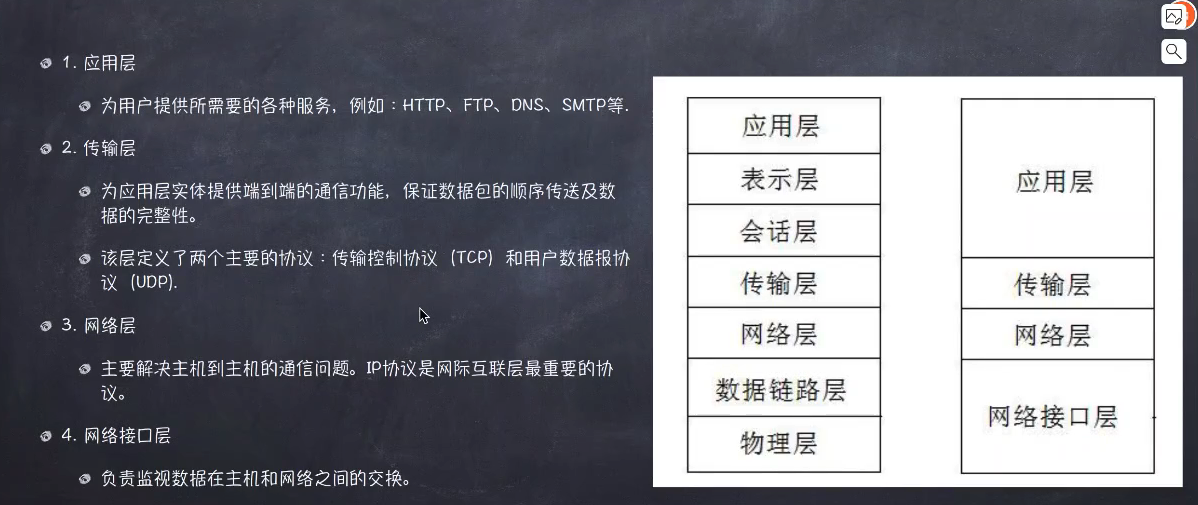 1. 应用层
为用户提供所需要的各种服务，例如：HTTP、FTP、DNS、SMTP等.
2. 传输层
为应用层实体提供端到端的通信功能，保证数据包的顺序传送及数
据的完整性。
该层定义了两个主要的协议：传输控制协议（TCP）和用户数据报协
议（UDP).
3. 网络层
主要解决主机到主机的通信问题。IP协议是网际互联层最重要的协
议。
4. 网络接口层
负责监视数据在主机和网络之间的交换。
应用层
表示层
会话层
传输层
网络层
数据链路层
物理层
应用层
传输层
网络层
网络接口层